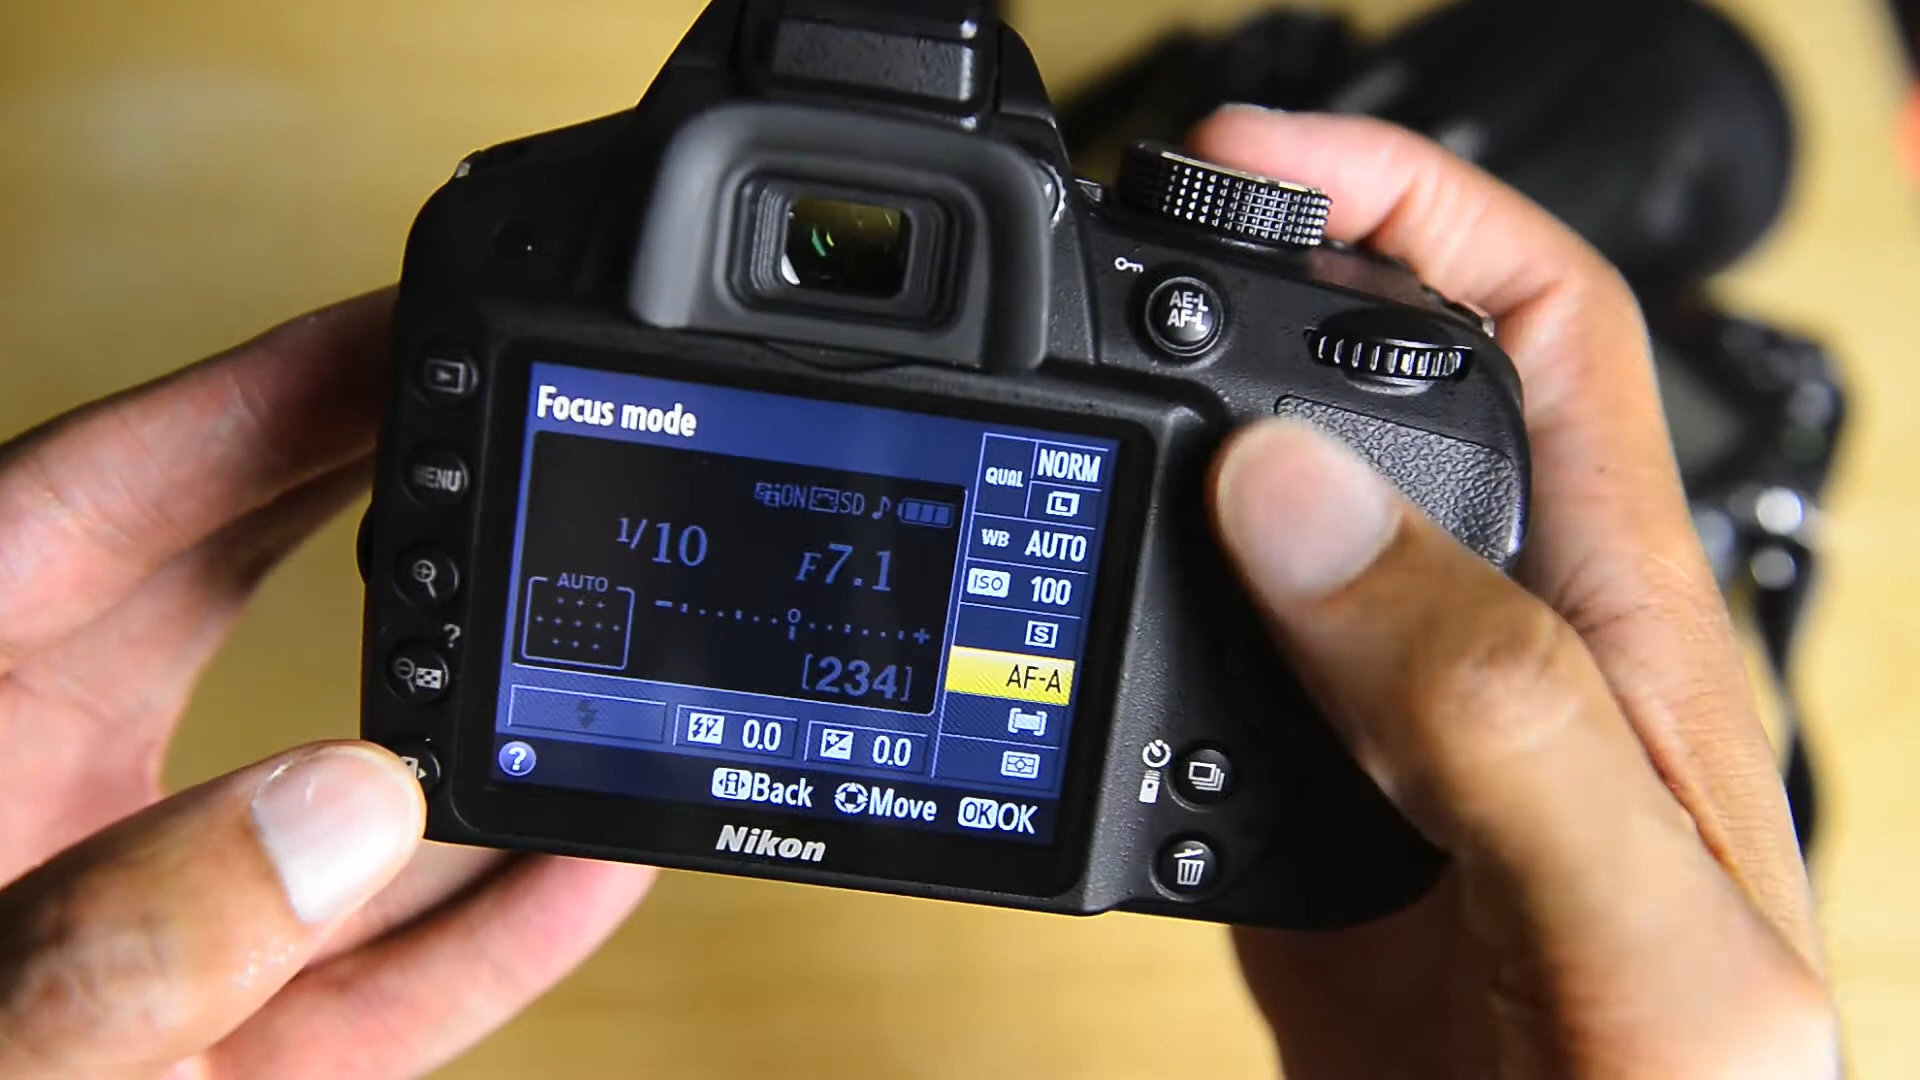 AE-L
AF-L
MENU
?
Focus mode
QUAL NORM
L
ON SD
1/10 F7.1
WB AUTO
ISO 100
AUTO
- 0 +
S
[234]
AF-A
0.0 0.0
?
i Back Move OK OK
Nikon